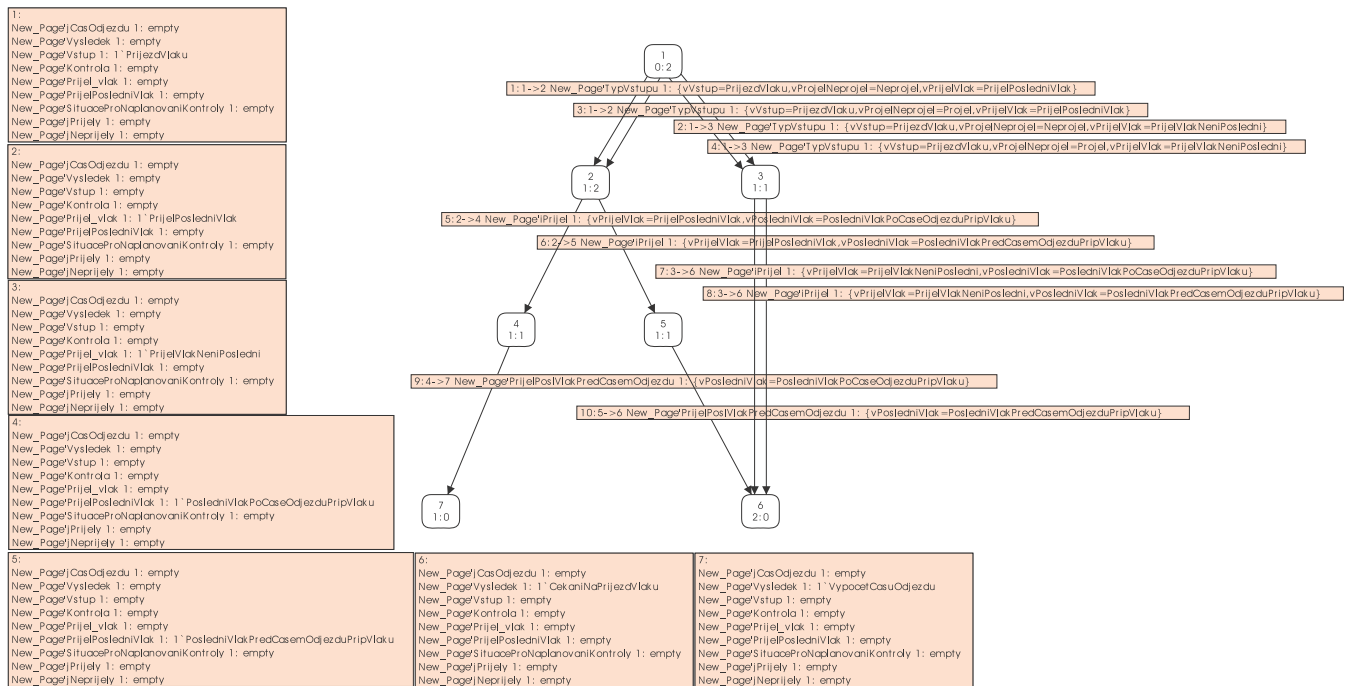 1:
New_Page'jCasOdjezdu 1: empty
New_Page'Vysledek 1: empty
New_Page'Vstup 1: 1`PrijezdVlaku
New_Page'Kontrola 1: empty
New_Page'Prijel_vlak 1: empty
New_Page'PrijelPosledniVlak 1: empty
New_Page'SituaceProNaplanovaniKontroly 1: empty
New_Page'jPrijely 1: empty
New_Page'jNeprijely 1: empty
2:
New_Page'jCasOdjezdu 1: empty
New_Page'Vysledek 1: empty
New_Page'Vstup 1: empty
New_Page'Kontrola 1: empty
New_Page'Prijel_vlak 1: 1`PrijelPosledniVlak
New_Page'PrijelPosledniVlak 1: empty
New_Page'SituaceProNaplanovaniKontroly 1: empty
New_Page'jPrijely 1: empty
New_Page'jNeprijely 1: empty
3:
New_Page'jCasOdjezdu 1: empty
New_Page'Vysledek 1: empty
New_Page'Vstup 1: empty
New_Page'Kontrola 1: empty
New_Page'Prijel_vlak 1: 1`PrijelVlakNeniPosledni
New_Page'PrijelPosledniVlak 1: empty
New_Page'SituaceProNaplanovaniKontroly 1: empty
New_Page'jPrijely 1: empty
New_Page'jNeprijely 1: empty
4:
New_Page'jCasOdjezdu 1: empty
New_Page'Vysledek 1: empty
New_Page'Vstup 1: empty
New_Page'Kontrola 1: empty
New_Page'Prijel_vlak 1: empty
New_Page'PrijelPosledniVlak 1: 1`PosledniVlakPoCaseOdjezduPripVlaku
New_Page'SituaceProNaplanovaniKontroly 1: empty
New_Page'jPrijely 1: empty
New_Page'jNeprijely 1: empty
5:
New_Page'jCasOdjezdu 1: empty
New_Page'Vysledek 1: empty
New_Page'Vstup 1: empty
New_Page'Kontrola 1: empty
New_Page'Prijel_vlak 1: empty
New_Page'PrijelPosledniVlak 1: 1`PosledniVlakPredCasemOdjezduPripVlaku
New_Page'SituaceProNaplanovaniKontroly 1: empty
New_Page'jPrijely 1: empty
New_Page'jNeprijely 1: empty
6:
New_Page'jCasOdjezdu 1: empty
New_Page'Vysledek 1: 1`CekaniNaPrijezdVlaku
New_Page'Vstup 1: empty
New_Page'Kontrola 1: empty
New_Page'Prijel_vlak 1: empty
New_Page'PrijelPosledniVlak 1: empty
New_Page'SituaceProNaplanovaniKontroly 1: empty
New_Page'jPrijely 1: empty
New_Page'jNeprijely 1: empty
7:
New_Page'jCasOdjezdu 1: empty
New_Page'Vysledek 1: 1`VypocetCasuOdjezdu
New_Page'Vstup 1: empty
New_Page'Kontrola 1: empty
New_Page'Prijel_vlak 1: empty
New_Page'PrijelPosledniVlak 1: empty
New_Page'SituaceProNaplanovaniKontroly 1: empty
New_Page'jPrijely 1: empty
New_Page'jNeprijely 1: empty
1
0:2
1:1->2 New_Page'TypVstupu 1: {vVstup=PrijezdVlaku,vProjelNeprojel=Neprojel,vPrijelVlak=PrijelPosledniVlak}
3:1->2 New_Page'TypVstupu 1: {vVstup=PrijezdVlaku,vProjelNeprojel=Projel,vPrijelVlak=PrijelPosledniVlak}
2:1->3 New_Page'TypVstupu 1: {vVstup=PrijezdVlaku,vProjelNeprojel=Neprojel,vPrijelVlak=PrijelVlakNeniPosledni}
4:1->3 New_Page'TypVstupu 1: {vVstup=PrijezdVlaku,vProjelNeprojel=Projel,vPrijelVlak=PrijelVlakNeniPosledni}
2
1:2
3
1:1
5:2->4 New_Page'iPrijel 1: {vPrijelVlak=PrijelPosledniVlak,vPosledniVlak=PosledniVlakPoCaseOdjezduPripVlaku}
6:2->5 New_Page'iPrijel 1: {vPrijelVlak=PrijelPosledniVlak,vPosledniVlak=PosledniVlakPredCasemOdjezduPripVlaku}
7:3->6 New_Page'iPrijel 1: {vPrijelVlak=PrijelVlakNeniPosledni,vPosledniVlak=PosledniVlakPoCaseOdjezduPripVlaku}
8:3->6 New_Page'iPrijel 1: {vPrijelVlak=PrijelVlakNeniPosledni,vPosledniVlak=PosledniVlakPredCasemOdjezduPripVlaku}
4
1:1
5
1:1
9:4->7 New_Page'PrijelPoslVlakPredCasemOdjezdu 1: {vPosledniVlak=PosledniVlakPoCaseOdjezduPripVlaku}
10:5->6 New_Page'PrijelPoslVlakPredCasemOdjezdu 1: {vPosledniVlak=PosledniVlakPredCasemOdjezduPripVlaku}
7
1:0
6
2:0